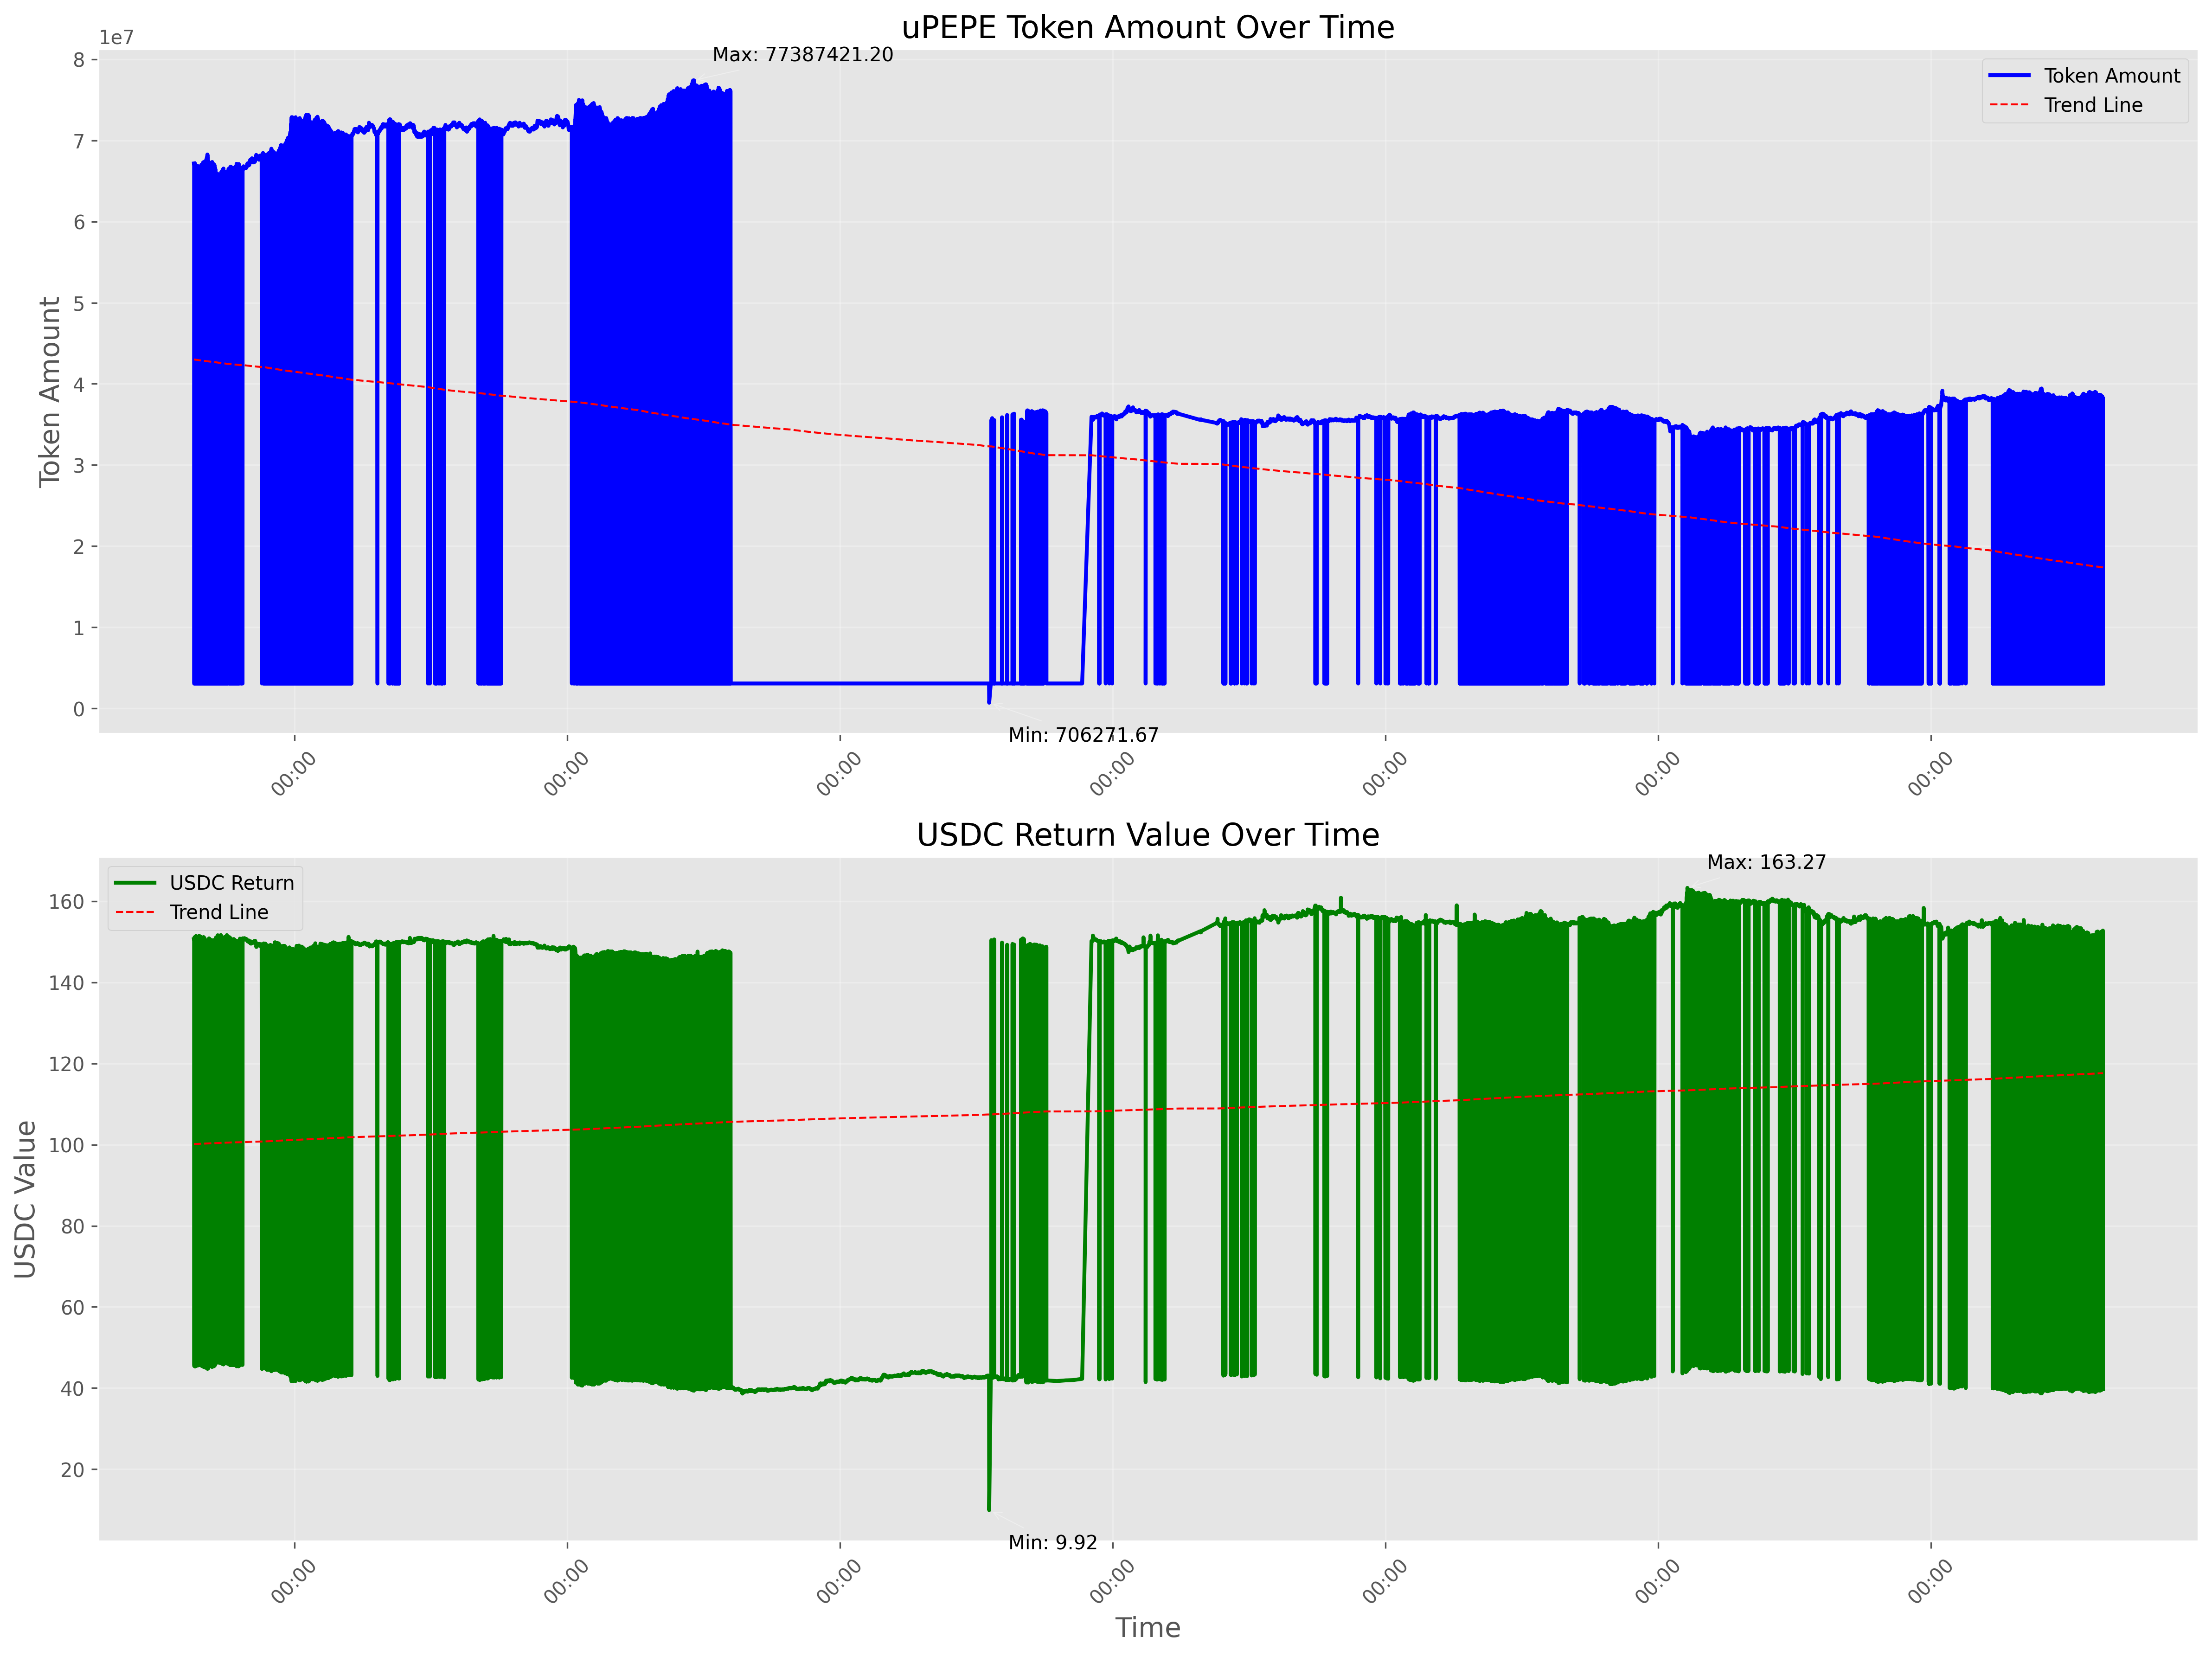 uPEPE Token Amount Over Time
1e7
Max: 77387421.20
Token Amount
Trend Line
8
7
6
5
4
3
2
1
0
Token Amount
Min: 706271.67
00:00
00:00
00:00
00:00
00:00
00:00
00:00
USDC Return Value Over Time
Max: 163.27
USDC Return
Trend Line
160
140
120
100
80
60
40
20
USDC Value
Min: 9.92
00:00
00:00
00:00
00:00
00:00
00:00
00:00
Time